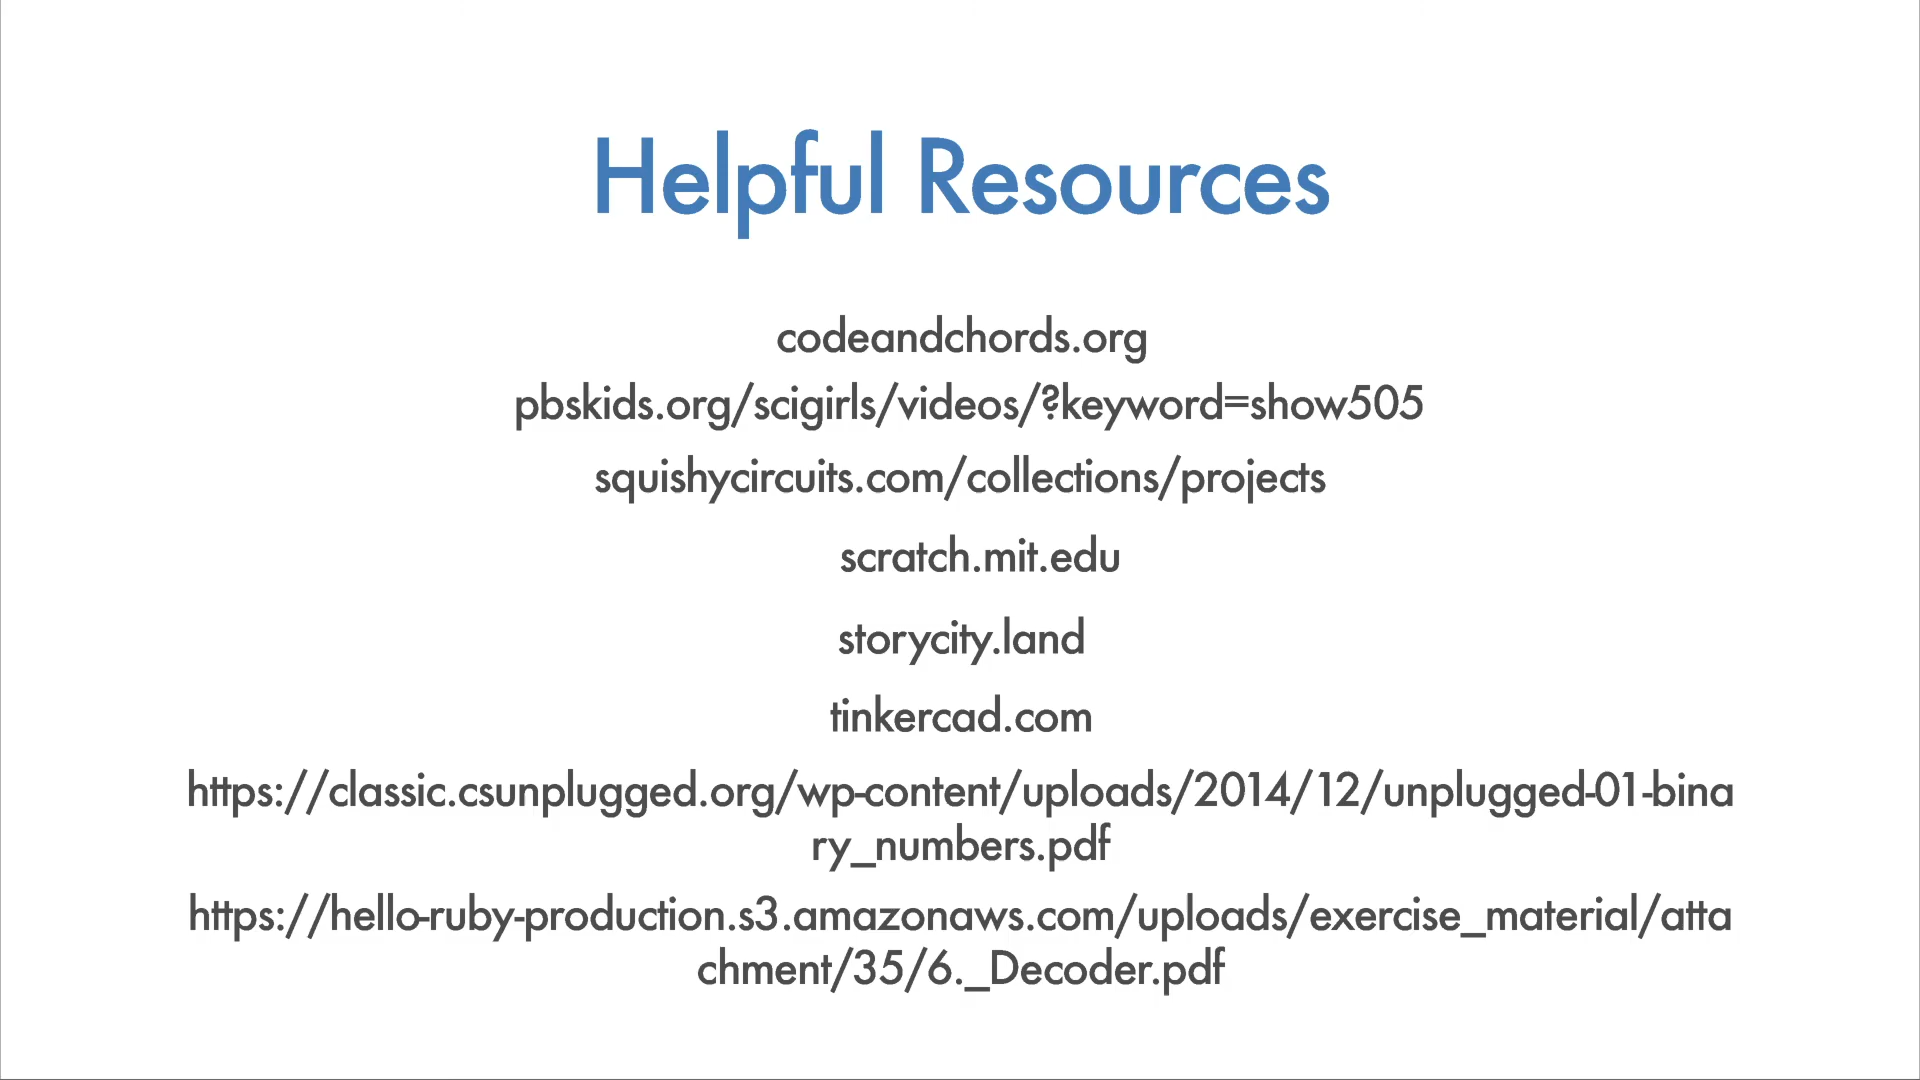 Helpful Resources
codeandchords.org
pbskids.org/scigirls/videos/?keyword=show505
squishycircuits.com/collections/projects
scratch.mit.edu
storycity.land
tinkercad.com
https://classic.csunplugged.org/wp-content/uploads/2014/12/unplugged-01-bina
ry_numbers.pdf
https://hello-ruby-production.s3.amazonaws.com/uploads/exercise_material/atta
chment/35/6._Decoder.pdf